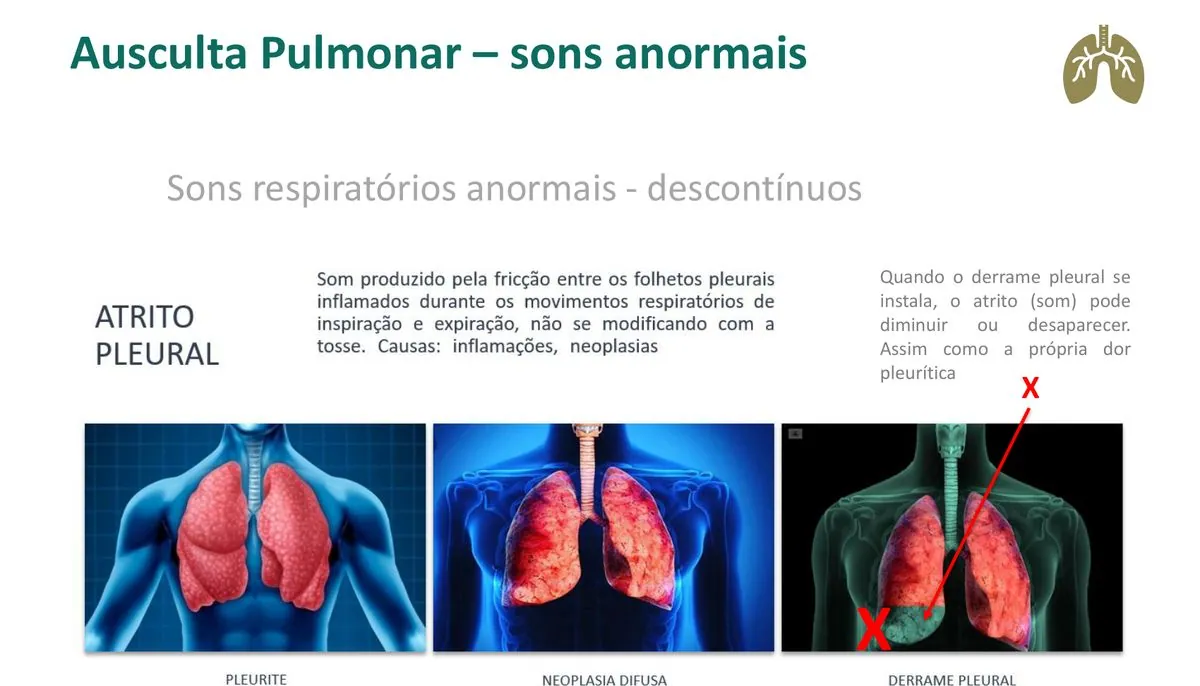 Ausculta Pulmonar – sons anormais
Sons respiratórios anormais - descontínuos
ATRITO
PLEURAL
Som produzido pela fricção entre os folhetos pleurais
inflamados durante os movimentos respiratórios de
inspiração e expiração, não se modificando com a
tosse. Causas: inflamações, neoplasias
Quando o derrame pleural se
instala, o atrito (som) pode
diminuir ou desaparecer.
Assim como a própria dor
pleurítica
X
X
PLEURITE
NEOPLASIA DIFUSA
DERRAME PLEURAL